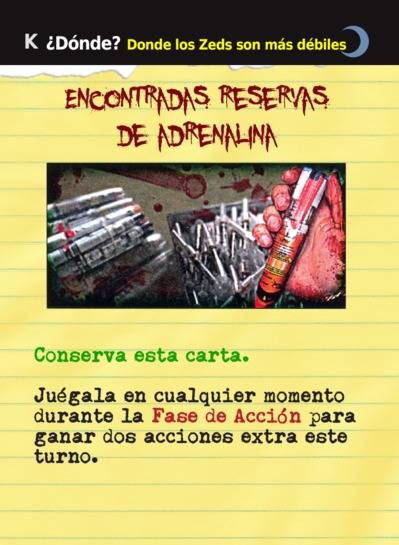 K ¿Dónde? Donde los Zeds son más débiles
ENCONTRADAS RESERVAS
DE ADRENALINA
Conserva esta carta.
Juégala en cualquier momento
durante la Fase de Acción para
ganar dos acciones extra este
turno.